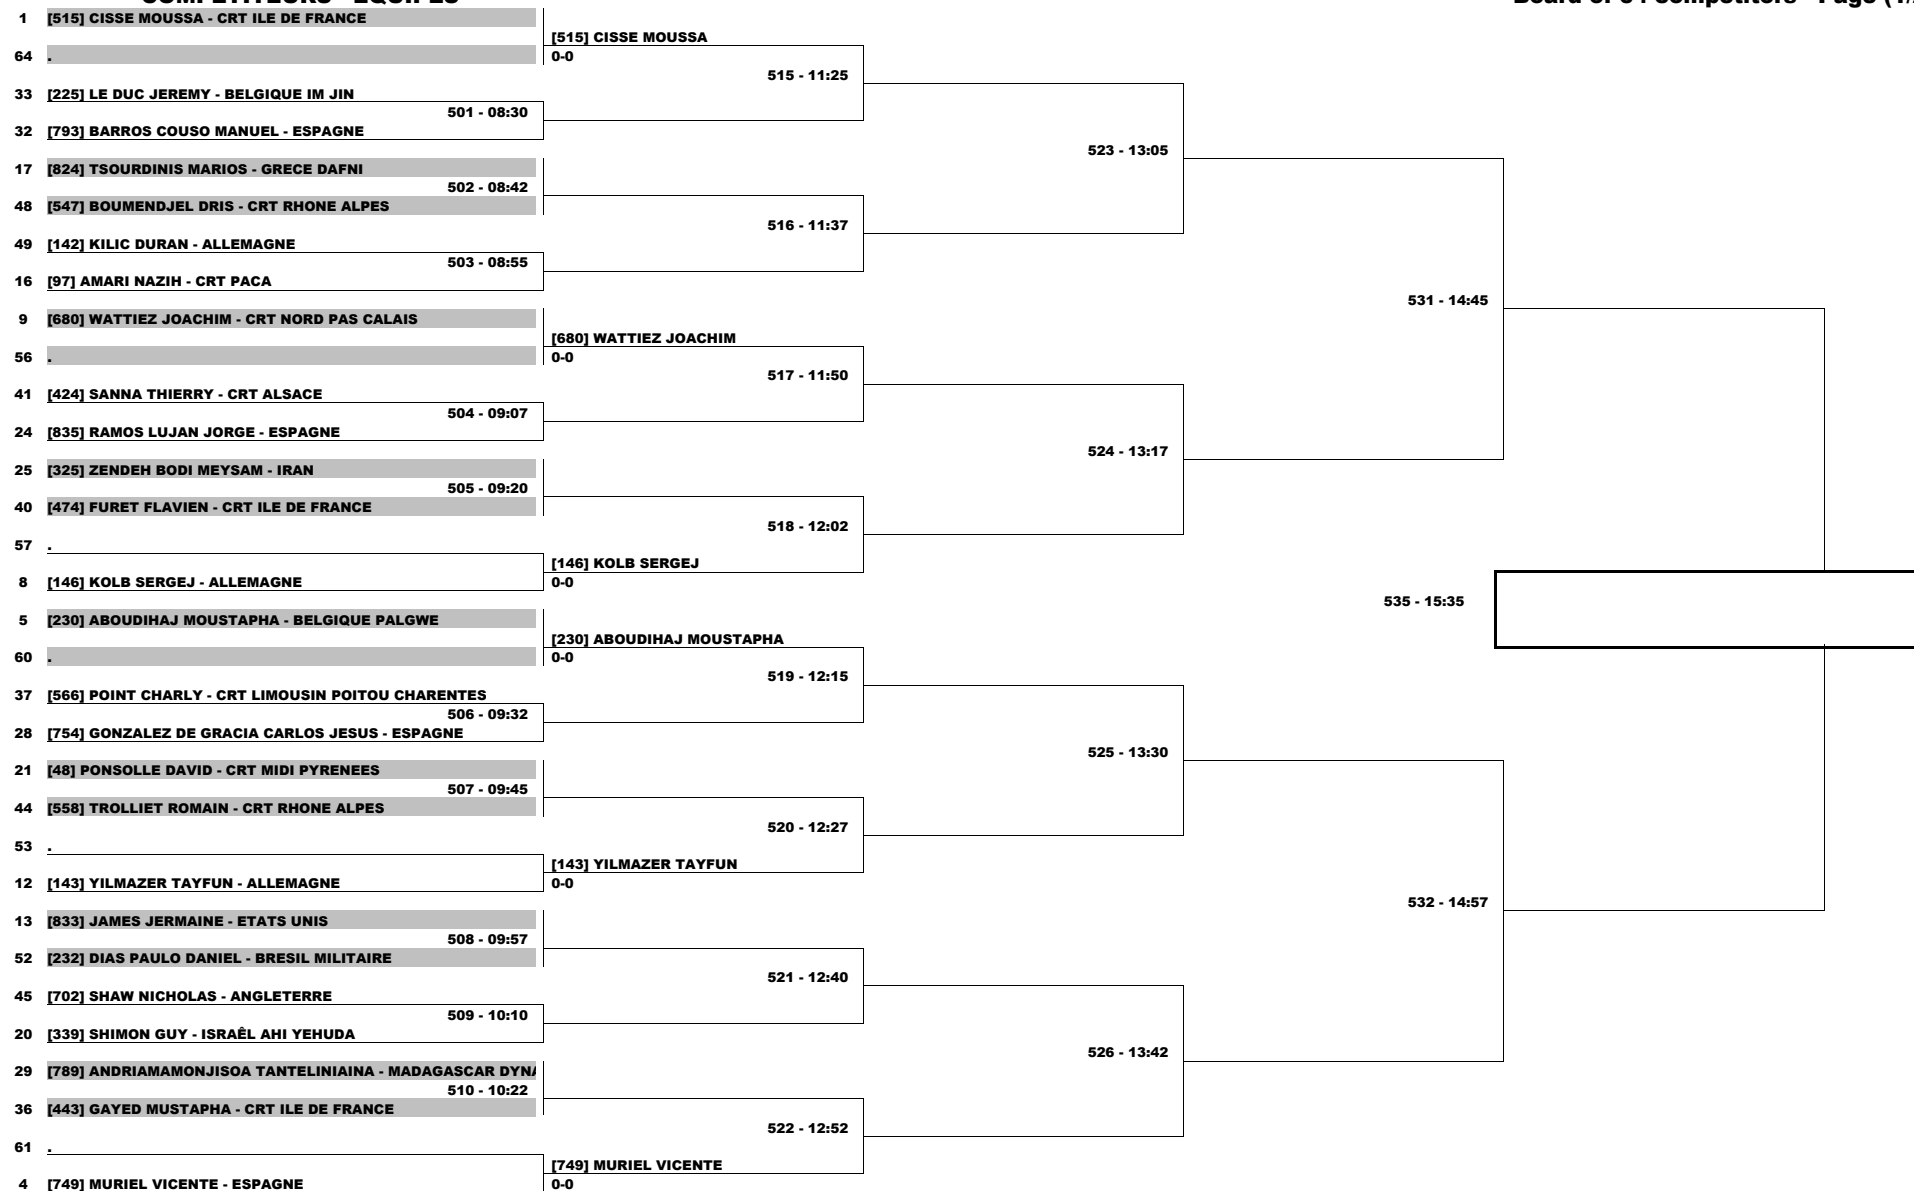 1 [515] CISSE MOUSSA - CRT ILE DE FRANCE
[515] CISSE MOUSSA
64 .
0-0
515 - 11:25
33 [225] LE DUC JEREMY - BELGIQUE IM JIN
501 - 08:30
32 [793] BARROS COUSO MANUEL - ESPAGNE
523 - 13:05
17 [824] TSOURDINIS MARIOS - GRECE DAFNI
502 - 08:42
48 [547] BOUMENDJEL DRIS - CRT RHONE ALPES
516 - 11:37
49 [142] KILIC DURAN - ALLEMAGNE
503 - 08:55
16 [97] AMARI NAZIH - CRT PACA
531 - 14:45
9 [680] WATTIEZ JOACHIM - CRT NORD PAS CALAIS
[680] WATTIEZ JOACHIM
56 .
0-0
517 - 11:50
41 [424] SANNA THIERRY - CRT ALSACE
504 - 09:07
24 [835] RAMOS LUJAN JORGE - ESPAGNE
524 - 13:17
25 [325] ZENDEH BODI MEYSAM - IRAN
505 - 09:20
40 [474] FURET FLAVIEN - CRT ILE DE FRANCE
518 - 12:02
57 .
[146] KOLB SERGEJ
8 [146] KOLB SERGEJ - ALLEMAGNE
0-0
535 - 15:35
5 [230] ABOUDIHAJ MOUSTAPHA - BELGIQUE PALGWE
[230] ABOUDIHAJ MOUSTAPHA
60 .
0-0
519 - 12:15
37 [566] POINT CHARLY - CRT LIMOUSIN POITOU CHARENTES
506 - 09:32
28 [754] GONZALEZ DE GRACIA CARLOS JESUS - ESPAGNE
525 - 13:30
21 [48] PONSOLLE DAVID - CRT MIDI PYRENEES
507 - 09:45
44 [558] TROLLIET ROMAIN - CRT RHONE ALPES
520 - 12:27
53 .
[143] YILMAZER TAYFUN
12 [143] YILMAZER TAYFUN - ALLEMAGNE
0-0
532 - 14:57
13 [833] JAMES JERMAINE - ETATS UNIS
508 - 09:57
52 [232] DIAS PAULO DANIEL - BRESIL MILITAIRE
521 - 12:40
45 [702] SHAW NICHOLAS - ANGLETERRE
509 - 10:10
20 [339] SHIMON GUY - ISRAÊL AHI YEHUDA
526 - 13:42
29 [789] ANDRIAMAMONJISOA TANTELINIAINA - MADAGASCAR DYNA
510 - 10:22
36 [443] GAYED MUSTAPHA - CRT ILE DE FRANCE
522 - 12:52
61 .
[749] MURIEL VICENTE
4 [749] MURIEL VICENTE - ESPAGNE
0-0